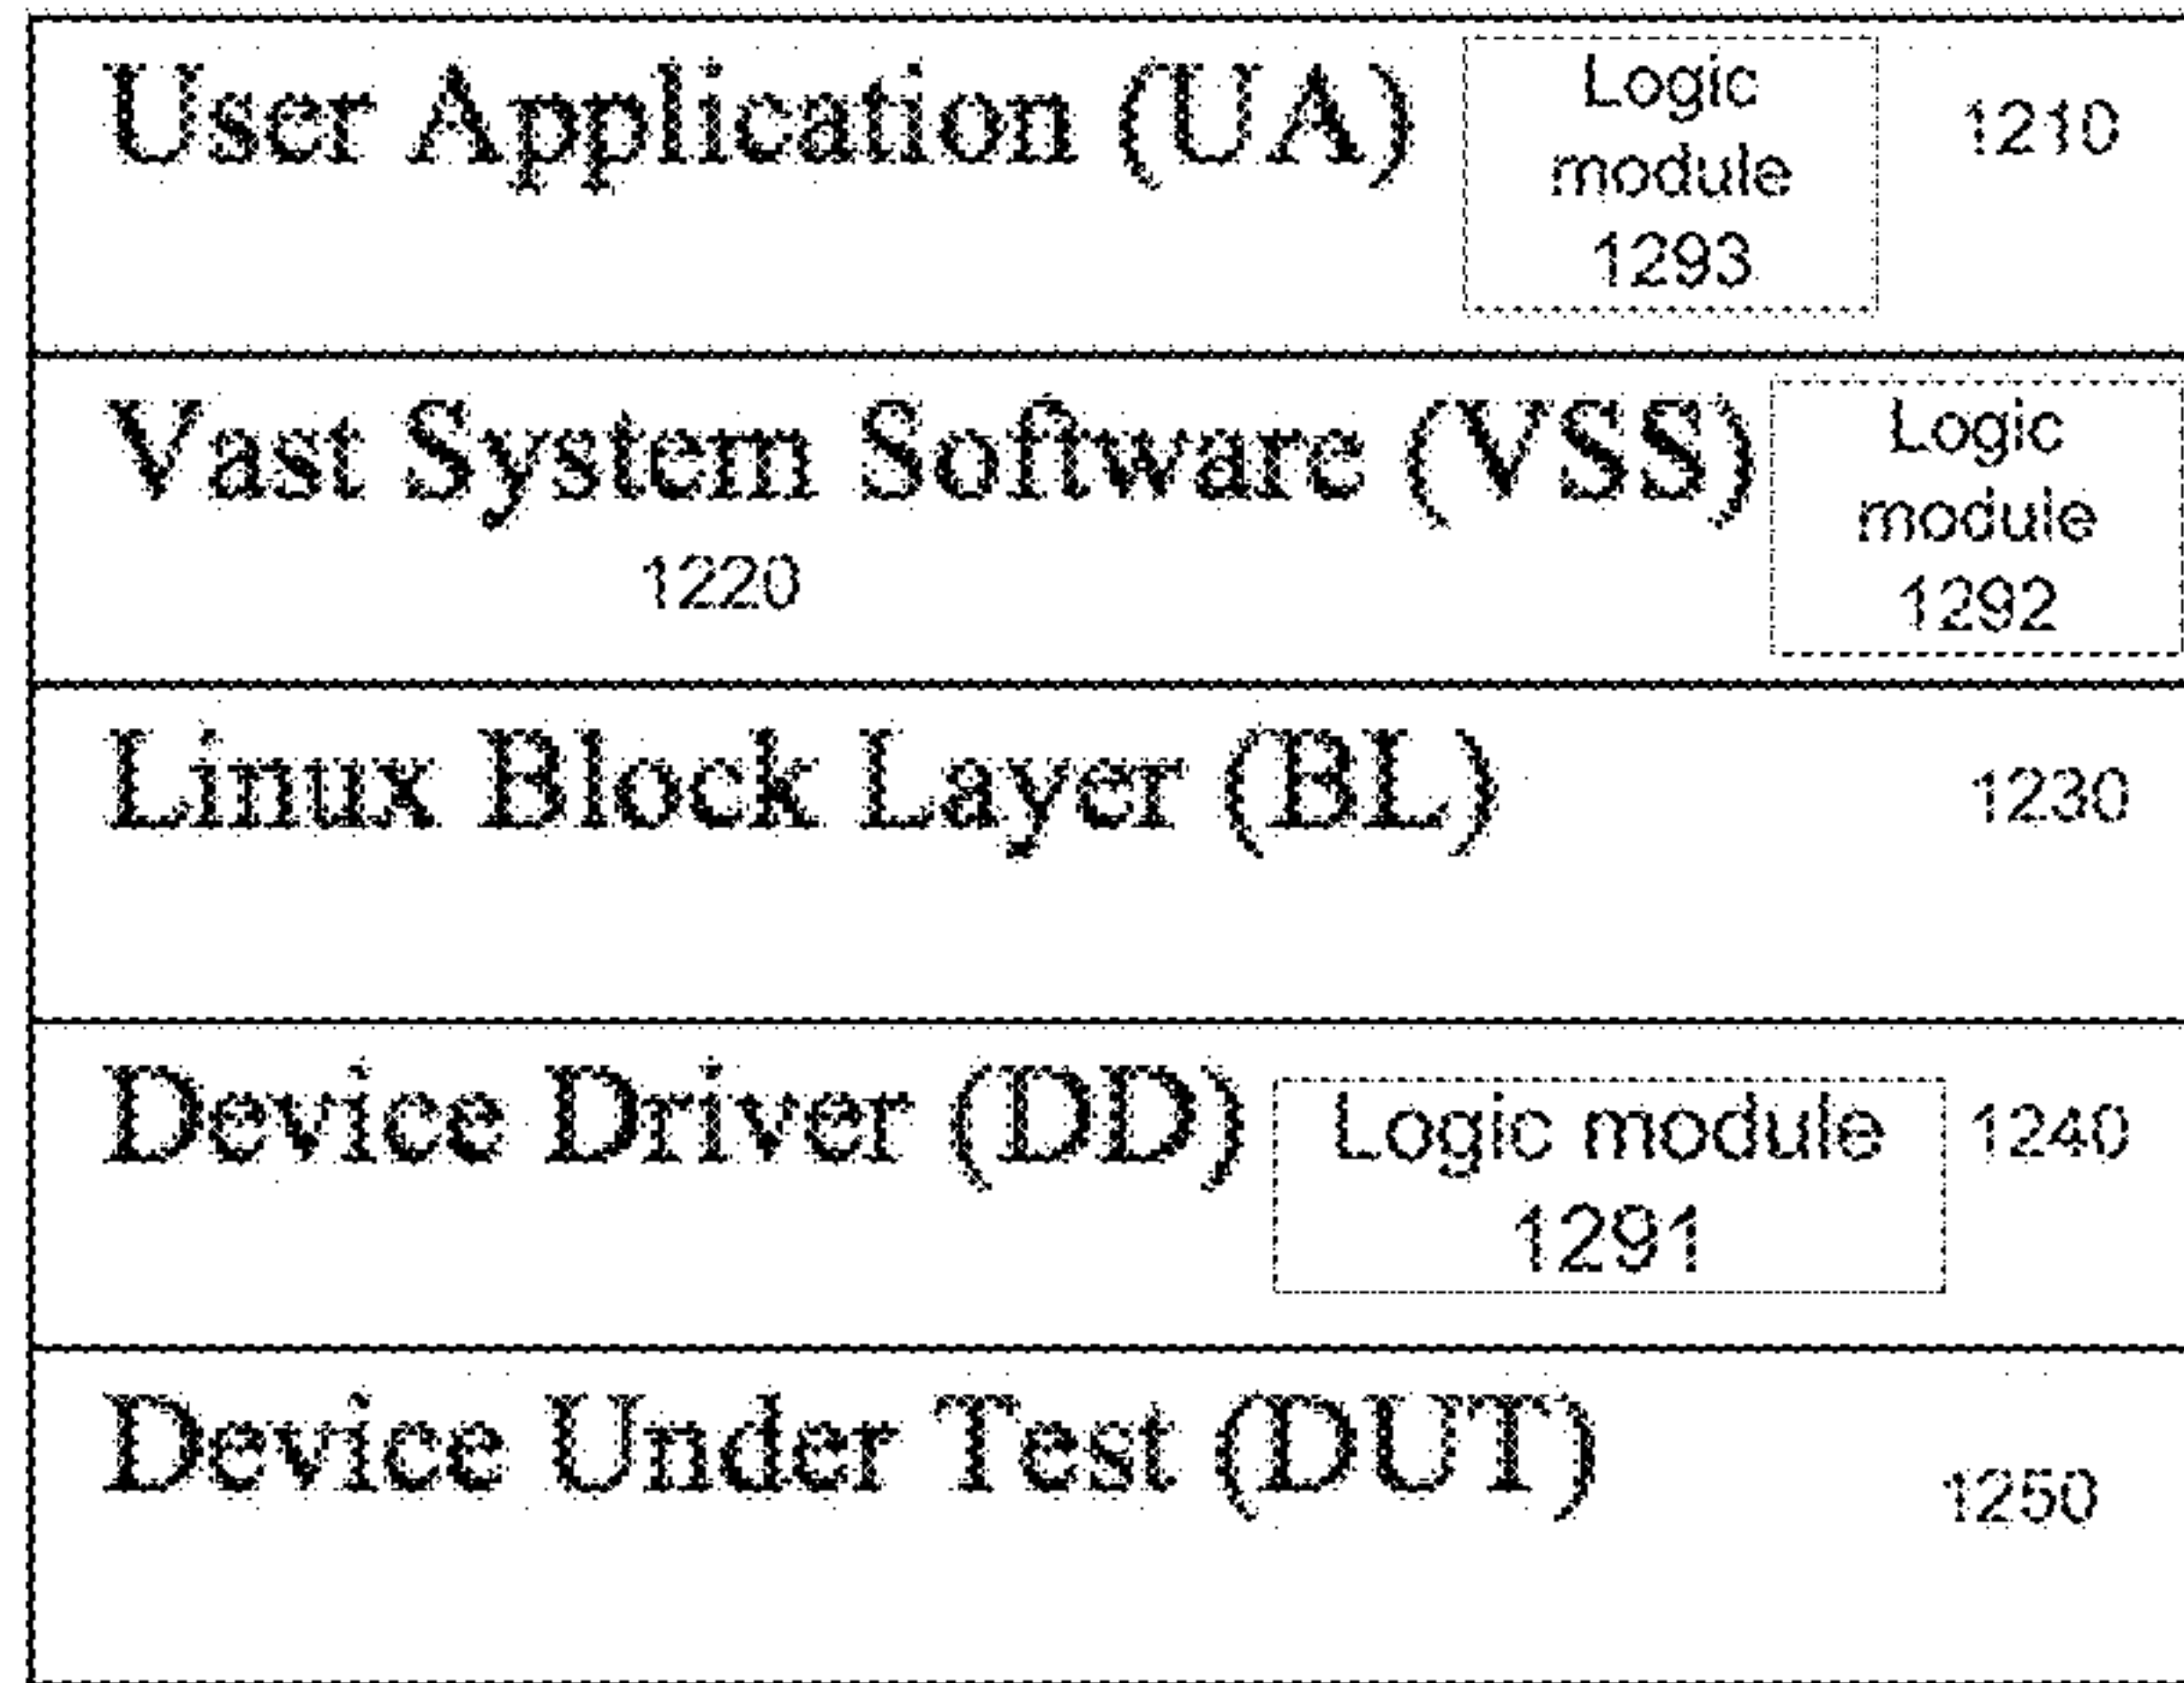 User Application (UA)
Logic
module
1293
1210
Vast System Software (VSS)
1220
Logic
module
1292
Linux Block Layer (BL)
1230
Device Driver (DD)
Logic module
1291
1240
Device Under Test (DUT)
1250